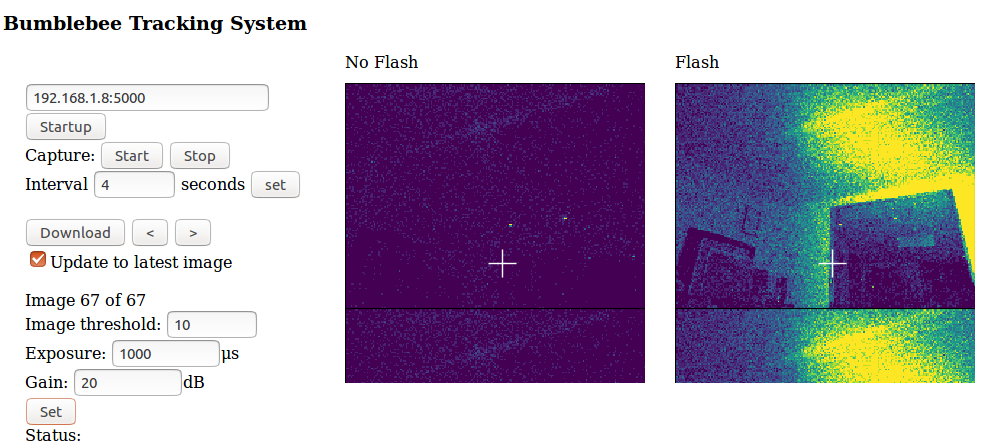 Bumblebee Tracking System
No Flash
Flash
192.168.1.8:5000
Startup
Capture: Start Stop
Interval 4 seconds set
Download < >
Update to latest image
Image 67 of 67
Image threshold: 10
Exposure: 1000 µs
Gain: 20 dB
Set
Status: